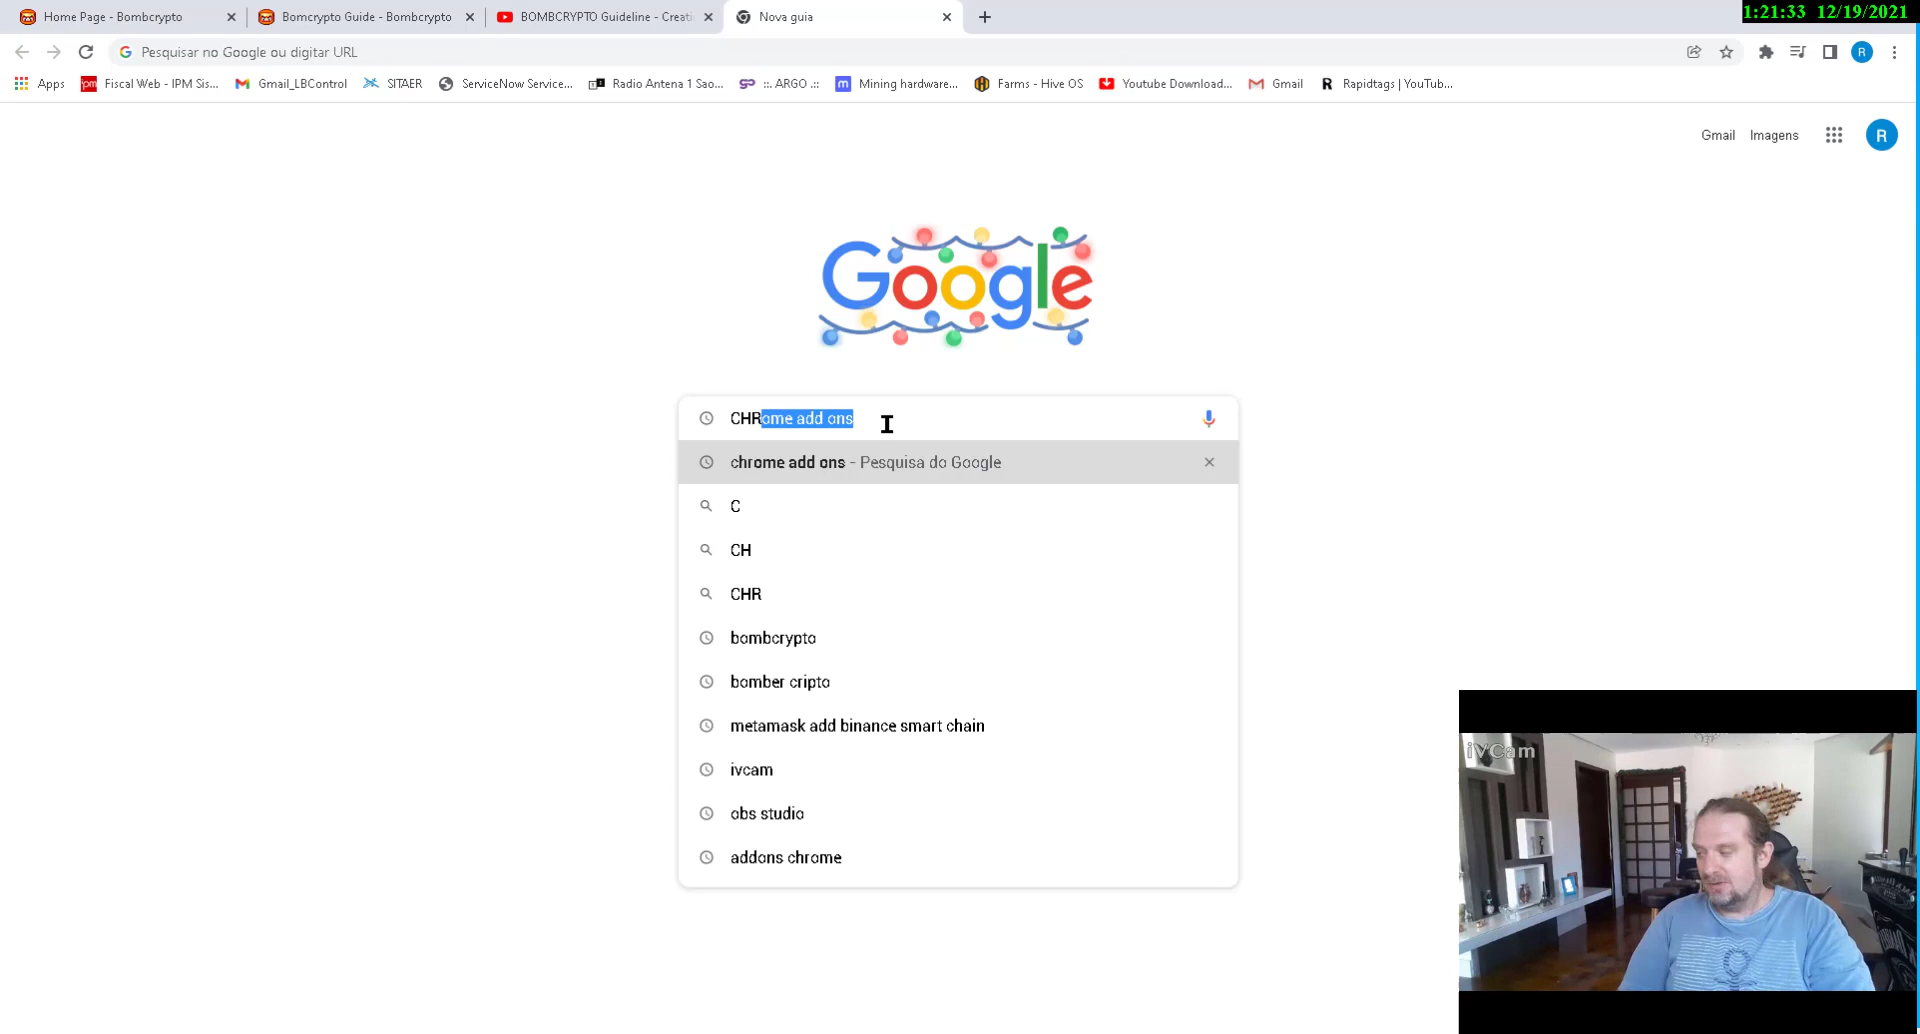 Home Page - Bombcrypto
Bomcrypto Guide - Bombcrypto
BOMBCRYPTO Guideline - Creati
Nova guia
1:21:33 12/19/2021
Pesquisar no Google ou digitar URL
R
Apps
Fiscal Web - IPM Sis...
Gmail_LBControl
SITAER
ServiceNow Service...
Radio Antena 1 Sao...
::. ARGO .::
Mining hardware...
Farms - Hive OS
Youtube Download...
Gmail
Rapidtags | YouTub...
Gmail
Imagens
R
Google
CHRome add ons
chrome add ons - Pesquisa do Google
C
CH
CHR
bombcrypto
bomber cripto
metamask add binance smart chain
ivcam
obs studio
addons chrome
iVCam